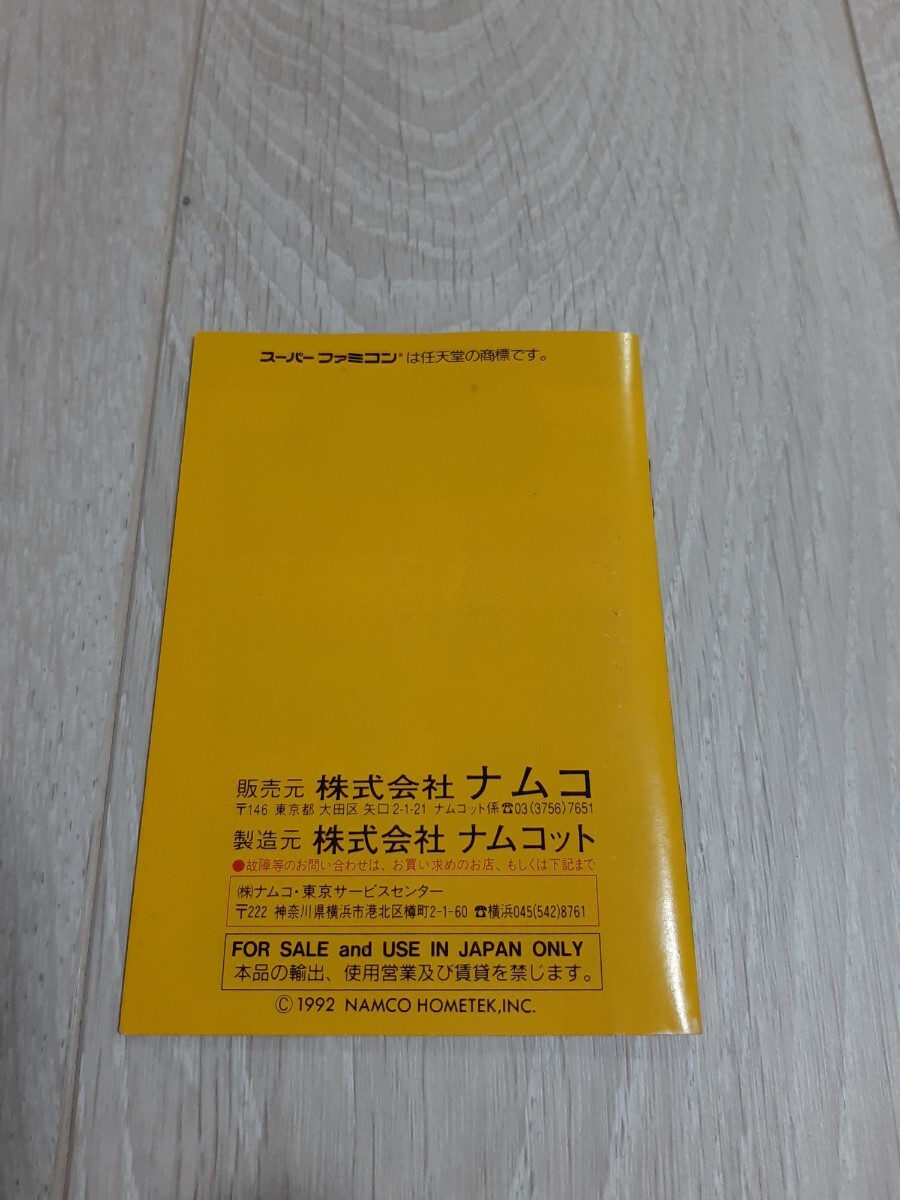 スーパーファミコン®は任天堂の商標です。
販売元 株式会社 ナムコ
〒146 東京都 大田区 矢口2-1-21 ナムコット係☎03(3756)7651
製造元 株式会社 ナムコット
●故障等のお問い合わせは、お買い求めのお店、もしくは下記まで
㈱ナムコ・東京サービスセンター
〒222 神奈川県横浜市港北区樽町2-1-60 ☎横浜045(542)8761
FOR SALE and USE IN JAPAN ONLY
本品の輸出、使用営業及び賃貸を禁じます。
© 1992 NAMCO HOMETEK,INC.